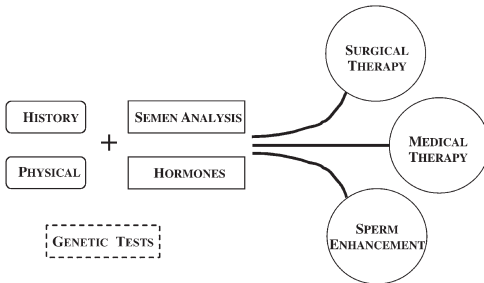 SURGICAL
THERAPY
HISTORY
SEMEN ANALYSIS
+
MEDICAL
THERAPY
PHYSICAL
HORMONES
SPERM
ENHANCEMENT
GENETIC TESTS